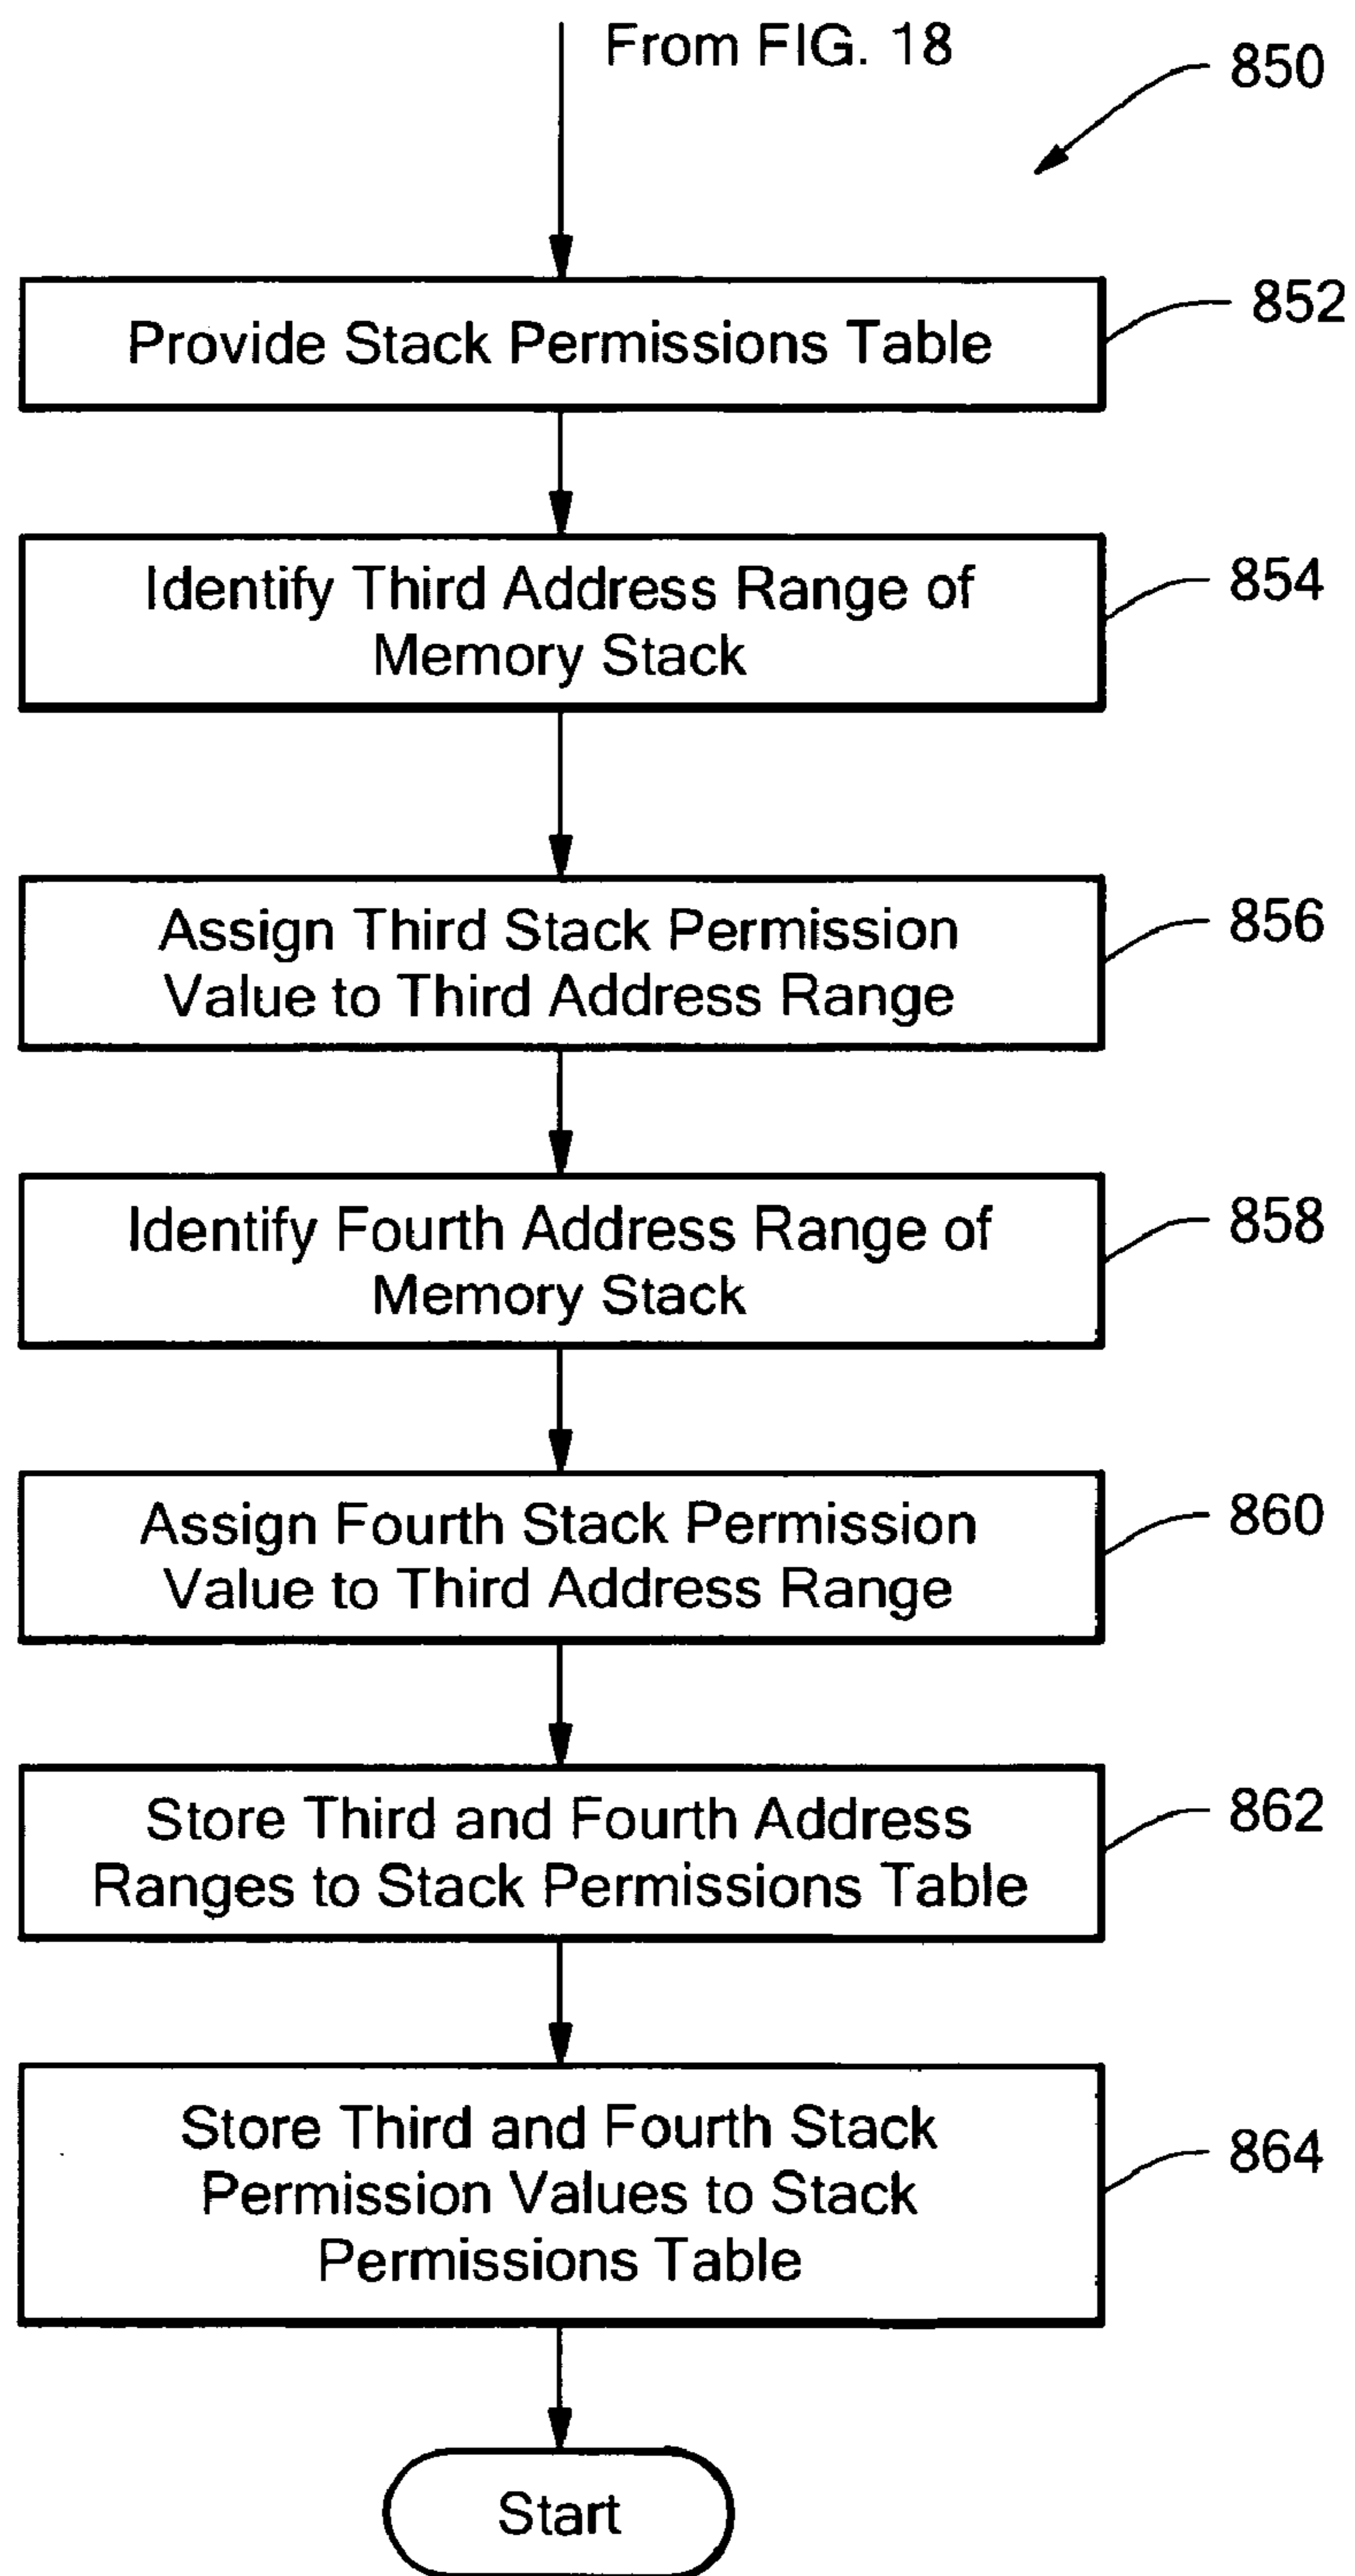 From FIG. 18
850
Provide Stack Permissions Table
852
Identify Third Address Range of
Memory Stack
854
Assign Third Stack Permission
Value to Third Address Range
856
Identify Fourth Address Range of
Memory Stack
858
Assign Fourth Stack Permission
Value to Third Address Range
860
Store Third and Fourth Address
Ranges to Stack Permissions Table
862
Store Third and Fourth Stack
Permission Values to Stack
Permissions Table
864
Start